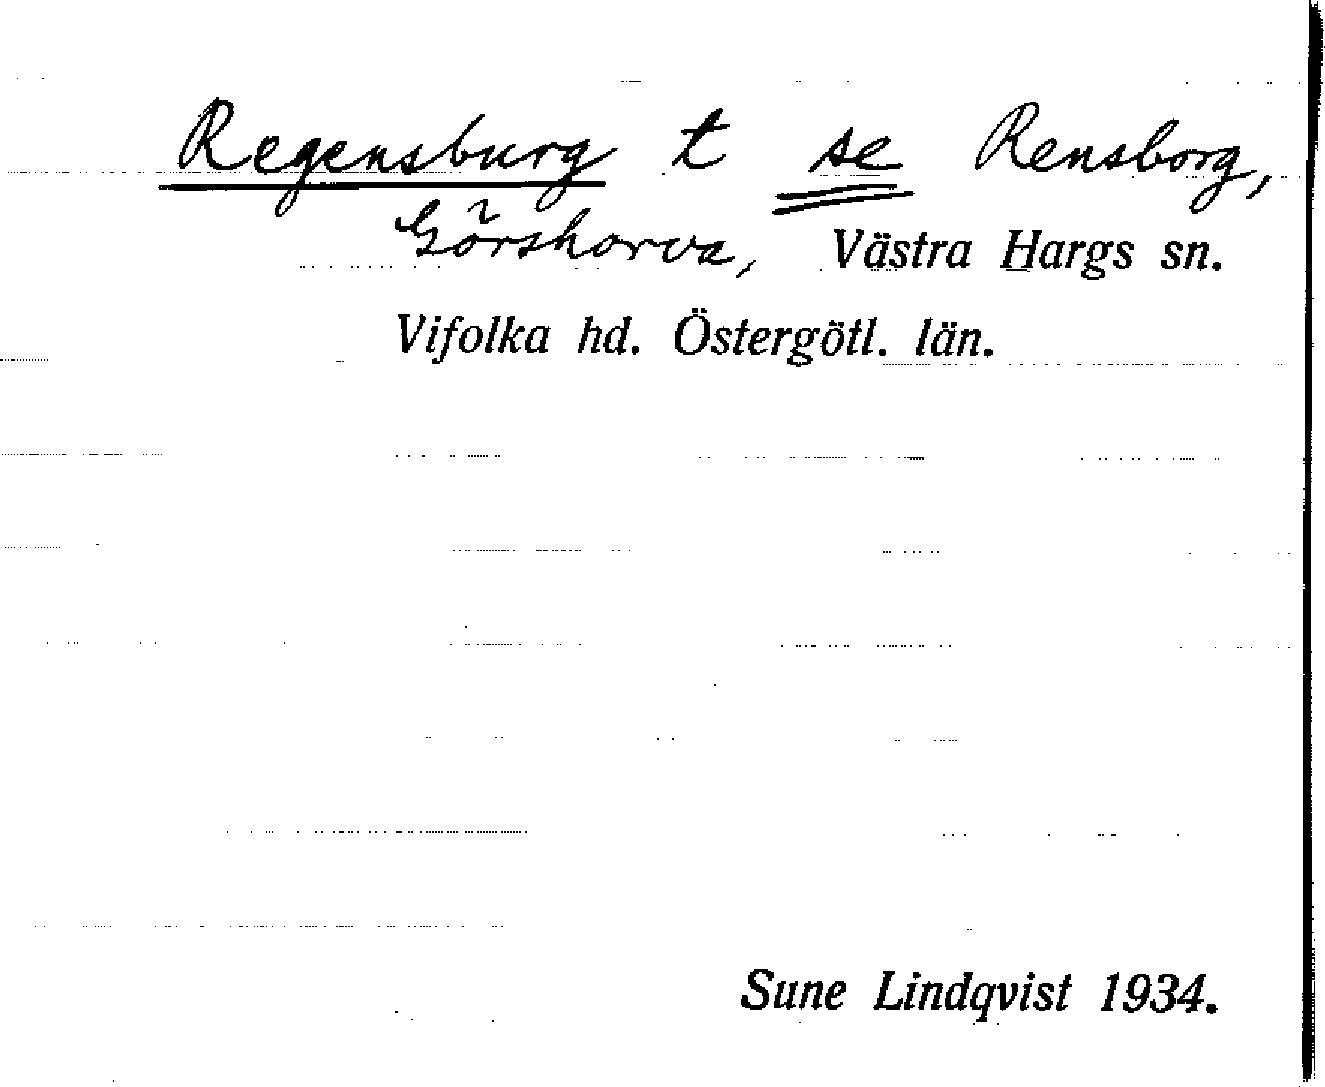 Regensburg t se Rensborg,
Görshorva, Västra Hargs sn.
Vifolka hd. Östergötl. län.
Sune Lindqvist 1934.